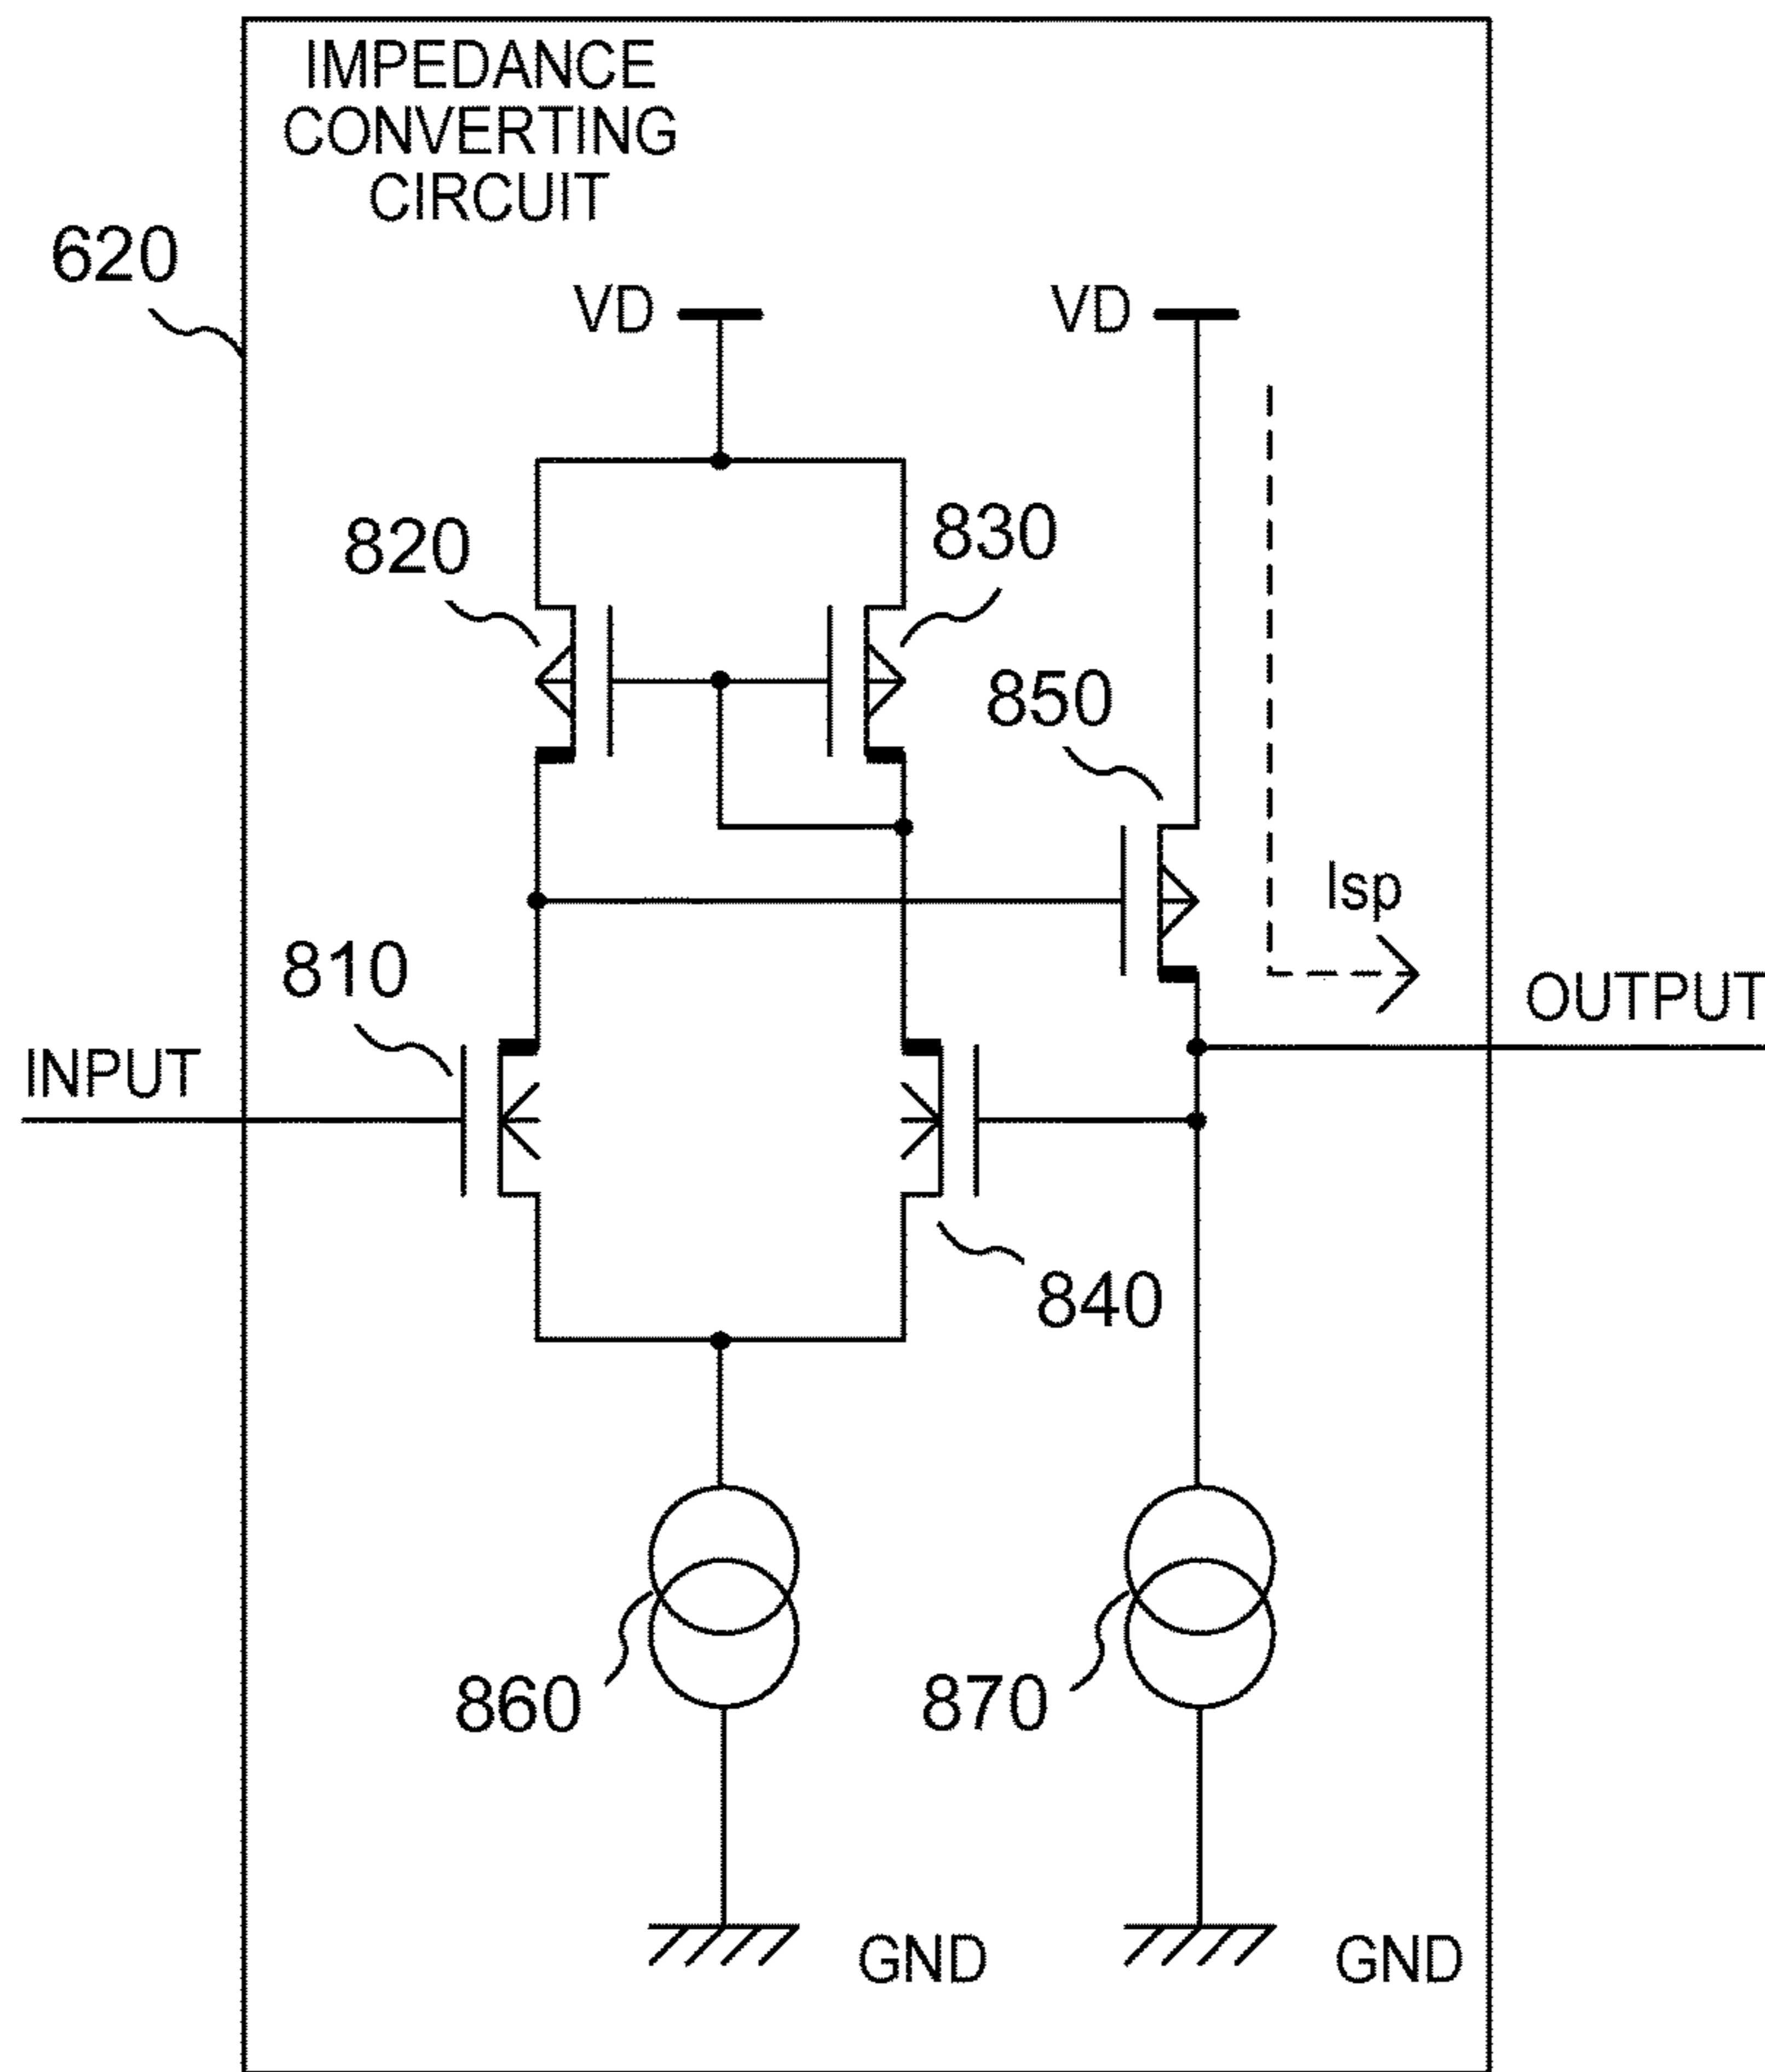 IMPEDANCE
CONVERTING
CIRCUIT
620
VD
VD
820
830
850
Isp
810
INPUT
OUTPUT
840
860
870
GND
GND